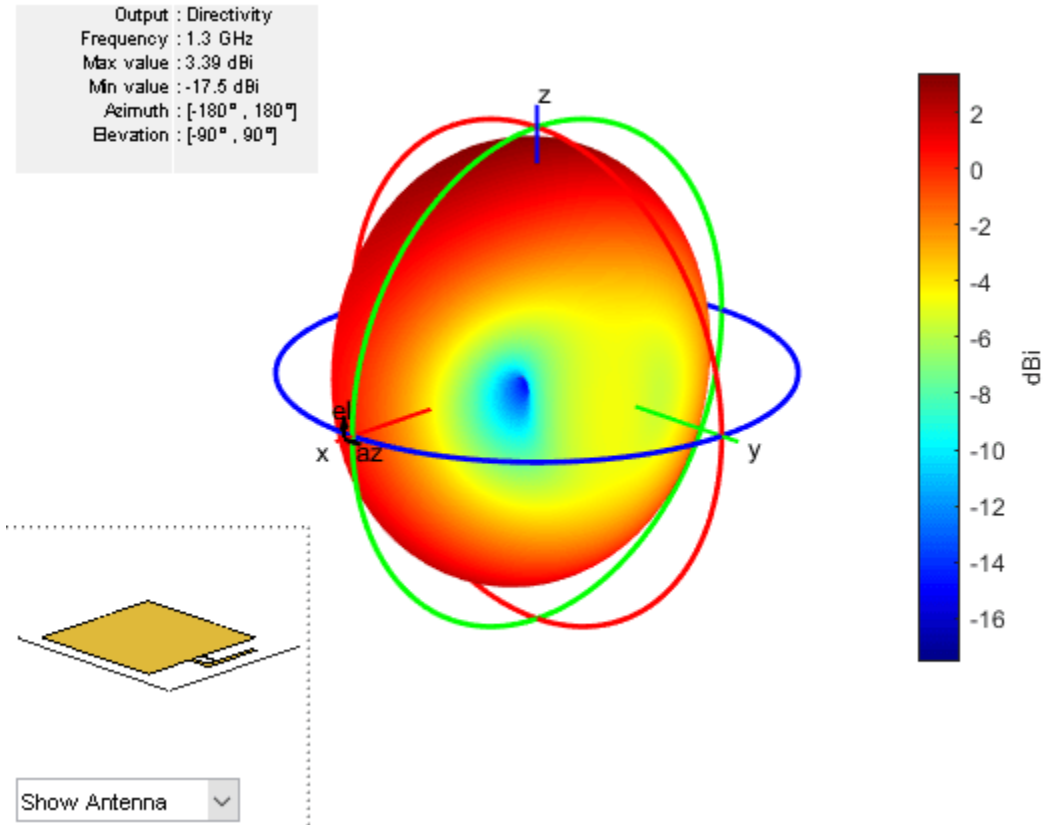 Output : Directivity
Frequency : 1.3 GHz
Max value : 3.39 dBi
Min value : -17.5 dBi
Azimuth : [-180° , 180°]
Elevation : [-90° , 90°]
z
el
x
az
y
2
0
-2
-4
-6
-8
-10
-12
-14
-16
dBi
Show Antenna